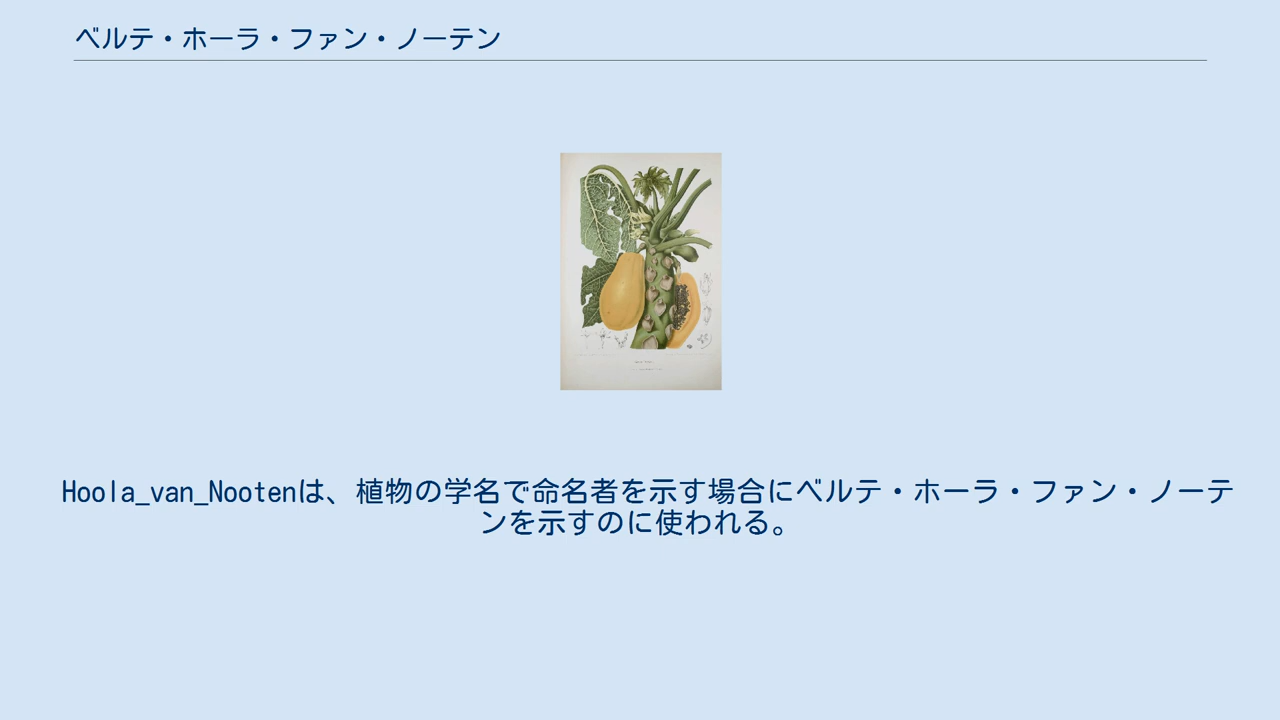 ベルテ・ホーラ・ファン・ノーテン
Hoola_van_Nootenは、植物の学名で命名者を示す場合にベルテ・ホーラ・ファン・ノーテ
ンを示すのに使われる。